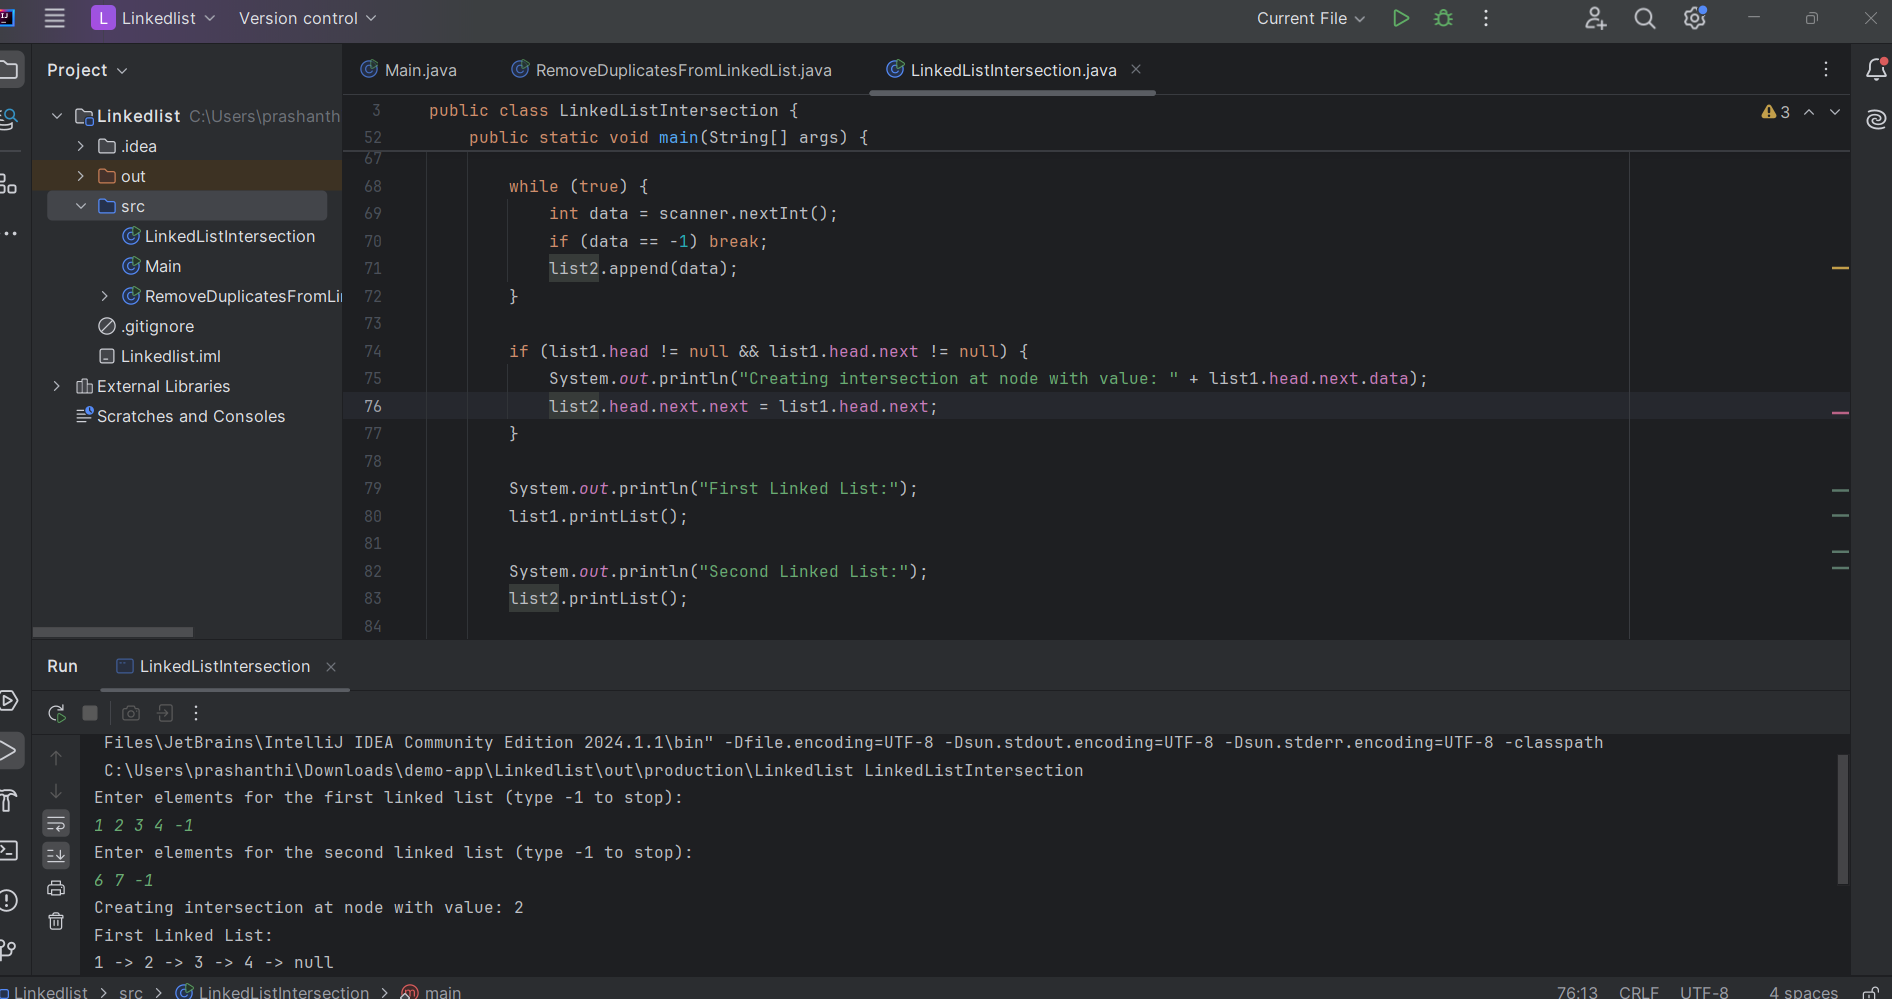 L Linkedlist Version control Current File
Project
Main.java RemoveDuplicatesFromLinkedList.java LinkedListIntersection.java
Linkedlist C:\Users\prashanth
.idea
out
src
LinkedListIntersection
Main
RemoveDuplicatesFromLi
.gitignore
Linkedlist.iml
External Libraries
Scratches and Consoles
3 public class LinkedListIntersection { 3
52 public static void main(String[] args) {
67
68 while (true) {
69 int data = scanner.nextInt();
70 if (data == -1) break;
71 list2.append(data);
72 }
73
74 if (list1.head != null && list1.head.next != null) {
75 System.out.println("Creating intersection at node with value: " + list1.head.next.data);
76 list2.head.next.next = list1.head.next;
77 }
78
79 System.out.println("First Linked List:");
80 list1.printList();
81
82 System.out.println("Second Linked List:");
83 list2.printList();
84
Run LinkedListIntersection
Files\JetBrains\IntelliJ IDEA Community Edition 2024.1.1\bin" -Dfile.encoding=UTF-8 -Dsun.stdout.encoding=UTF-8 -Dsun.stderr.encoding=UTF-8 -classpath
C:\Users\prashanthi\Downloads\demo-app\Linkedlist\out\production\Linkedlist LinkedListIntersection
Enter elements for the first linked list (type -1 to stop):
1 2 3 4 -1
Enter elements for the second linked list (type -1 to stop):
6 7 -1
Creating intersection at node with value: 2
First Linked List:
1 -> 2 -> 3 -> 4 -> null
Linkedlist > src > LinkedListIntersection > main 76:13 CRLF UTF-8 4 spaces